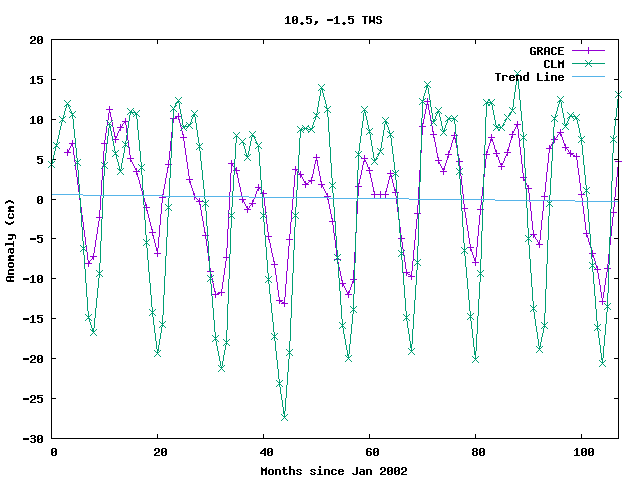 10.5, -1.5 TWS
GRACE
CLM
Trend Line
20
15
10
5
0
-5
-10
-15
-20
-25
-30
Anomaly (cm)
0 20 40 60 80 100
Months since Jan 2002